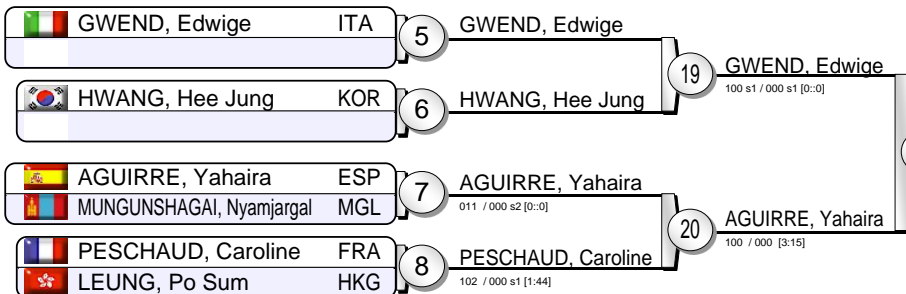 GWEND, Edwige ITA
5
GWEND, Edwige
HWANG, Hee Jung KOR
6
HWANG, Hee Jung
19
GWEND, Edwige
100 s1 / 000 s1 [0::0]
AGUIRRE, Yahaira ESP
MUNGUNSHAGAI, Nyamjargal MGL
7
AGUIRRE, Yahaira
011 / 000 s2 [0::0]
PESCHAUD, Caroline FRA
LEUNG, Po Sum HKG
8
PESCHAUD, Caroline
102 / 000 s1 [1:44]
20
AGUIRRE, Yahaira
100 / 000 [3:15]